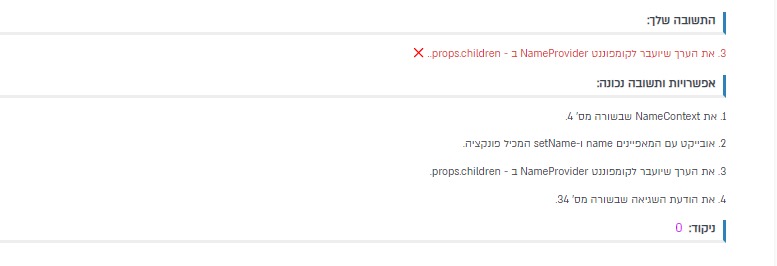 התשובה שלך:
3. את הערך שיועבר לקומפוננט NameProvider ב - props.children..
אפשרויות ותשובה נכונה:
1. את NameContext שבשורה מס' 4.
2. אובייקט עם המאפיינים name ו-setName המכיל פונקציה.
3. את הערך שיועבר לקומפוננט NameProvider ב - props.children.
4. את הודעת השגיאה שבשורה מס' 34.
ניקוד: 0